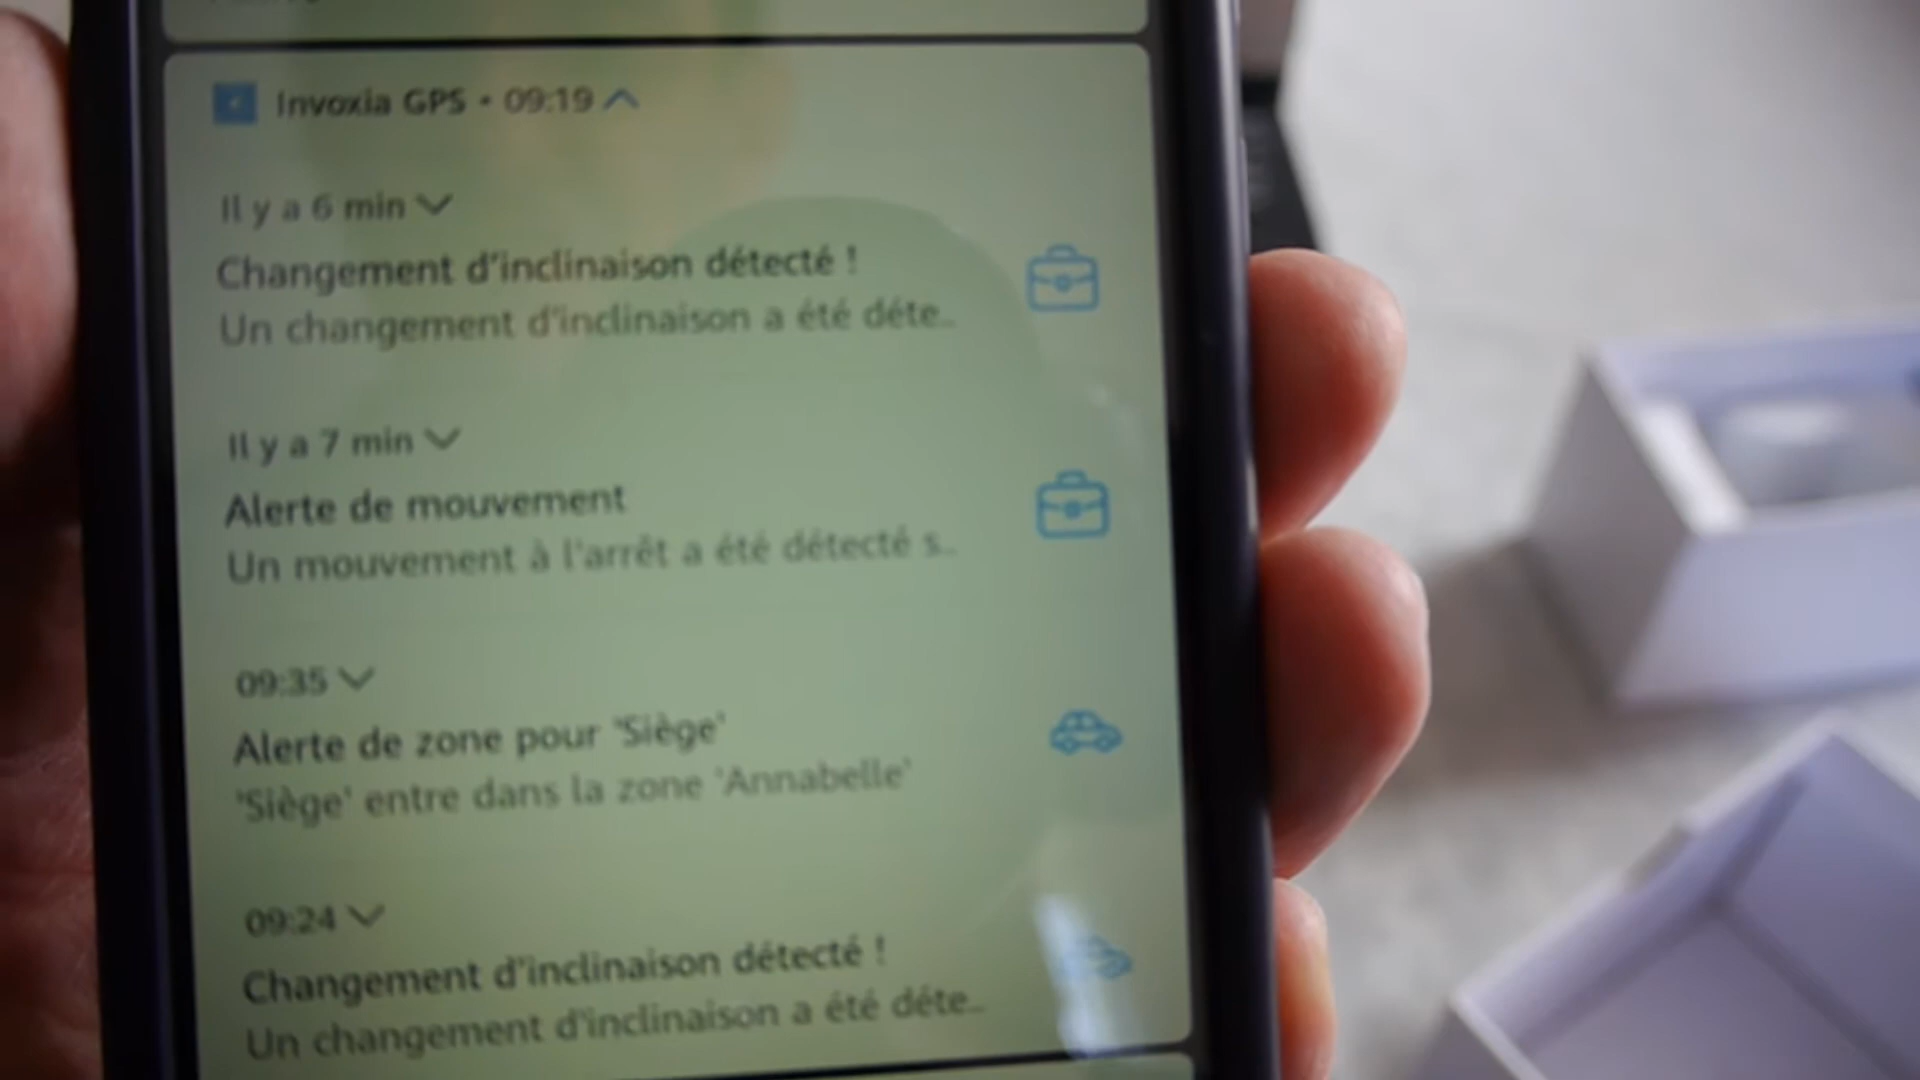 Invoxia GPS • 09:19
Il y a 6 min
Changement d'inclinaison détecté !
Un changement d'inclinaison a été déte..
Il y a 7 min
Alerte de mouvement
Un mouvement à l'arrêt a été détecté s..
09:35
Alerte de zone pour 'Siège'
'Siège' entre dans la zone 'Annabelle'
09:24
Changement d'inclinaison détecté !
Un changement d'inclinaison a été déte..